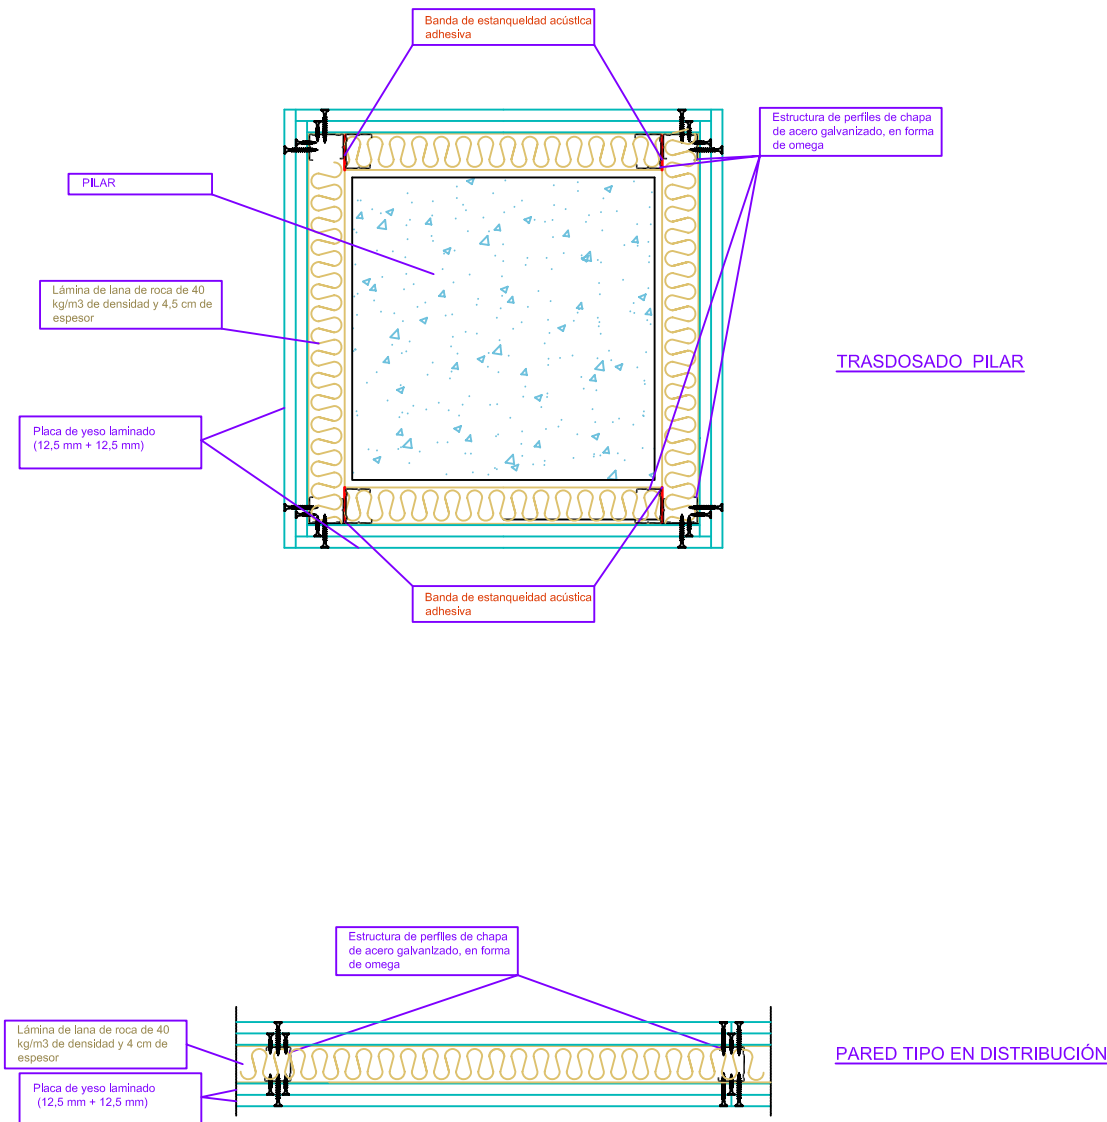 Banda de estanqueidad acústica
adhesiva
Estructura de perfiles de chapa
de acero galvanizado, en forma
de omega
PILAR
Lámina de lana de roca de 40
kg/m3 de densidad y 4,5 cm de
espesor
TRASDOSADO PILAR
Placa de yeso laminado
(12,5 mm + 12,5 mm)
Banda de estanqueidad acústica
adhesiva
Estructura de perfiles de chapa
de acero galvanizado, en forma
de omega
Lámina de lana de roca de 40
kg/m3 de densidad y 4 cm de
espesor
PARED TIPO EN DISTRIBUCIÓN
Placa de yeso laminado
(12,5 mm + 12,5 mm)